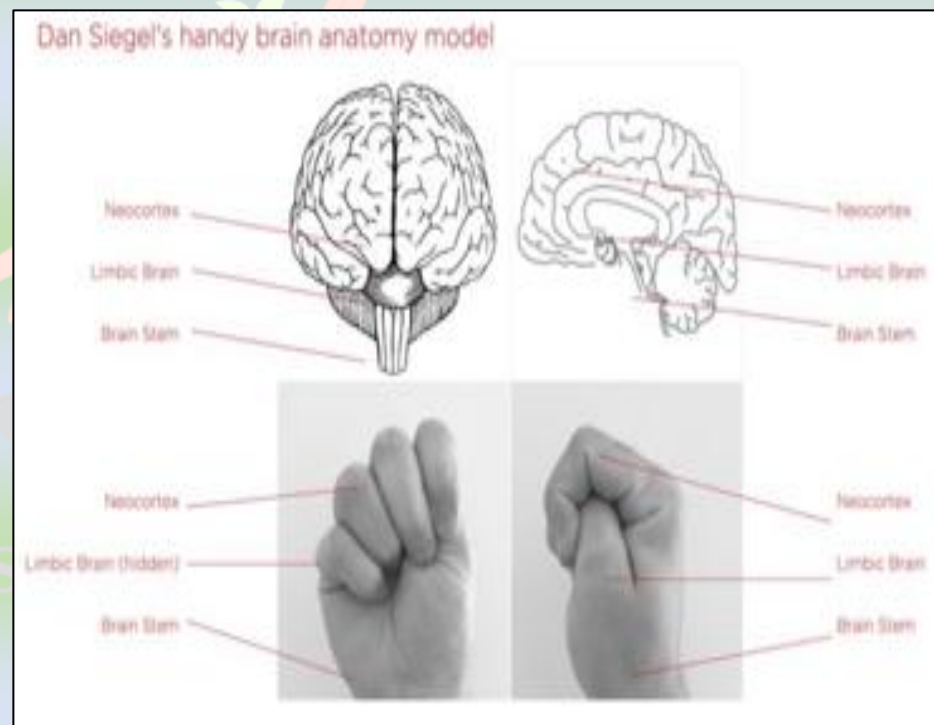 Dan Siegel's handy brain anatomy model
Neocortex
Limbic Brain
Brain Stem
Neocortex
Limbic Brain
Brain Stem
Neocortex
Limbic Brain (hidden)
Brain Stem
Neocortex
Limbic Brain
Brain Stem